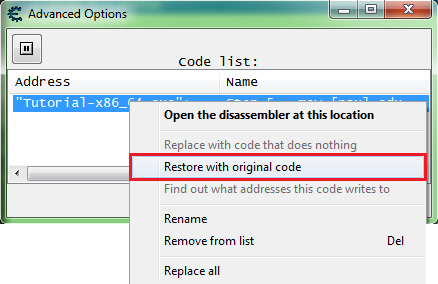 Advanced Options
Code list:
Address Name
"Tutorial-x86_64.exe"+
Open the disassembler at this location
Replace with code that does nothing
Restore with original code
Find out what addresses this code writes to
Rename
Remove from list Del
Replace all